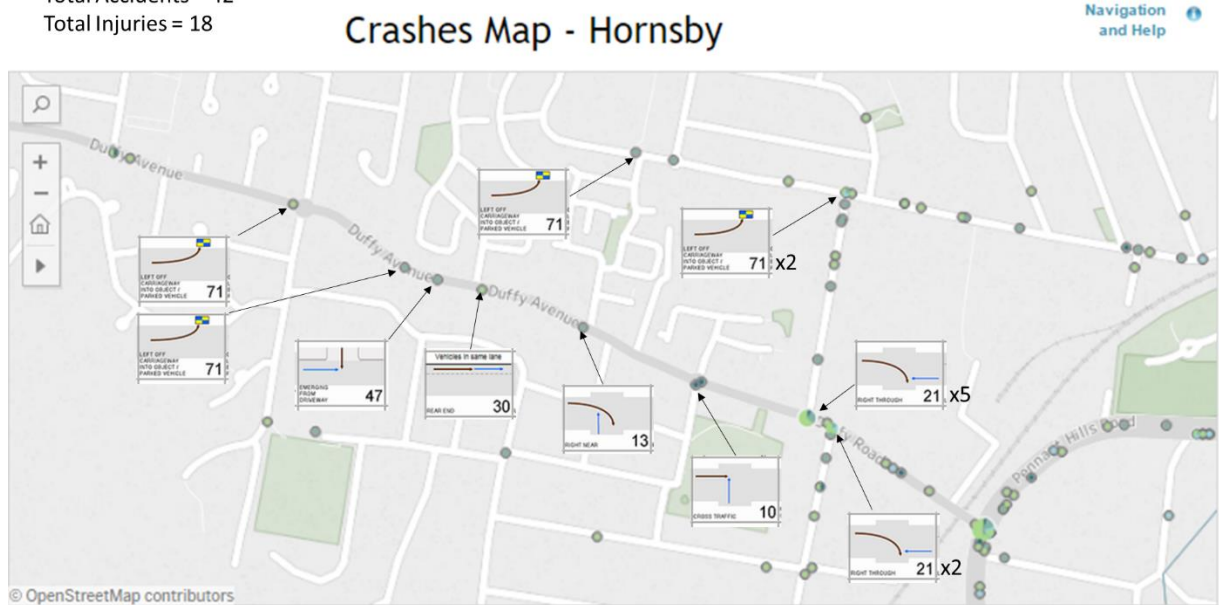 Total Accidents = 42
Total Injuries = 18
Crashes Map - Hornsby
Navigation
and Help
Duffy Avenue
LEFT OFF
CARRIAGEWAY
INTO OBJECT /
PARKED VEHICLE
71
LEFT OFF
CARRIAGEWAY
INTO OBJECT /
PARKED VEHICLE
71 x2
Duffy Avenue
LEFT OFF
CARRIAGEWAY
INTO OBJECT /
PARKED VEHICLE
71
Duffy Avenue
LEFT OFF
CARRIAGEWAY
INTO OBJECT /
PARKED VEHICLE
71
EMERGING
FROM
DRIVEWAY
47
Vehicles in same lane
REAR END
30
RIGHT NEAR
13
RIGHT THROUGH
21 x5
Road
Hills Road
CROSS TRAFFIC
10
RIGHT THROUGH
21 x2
© OpenStreetMap contributors